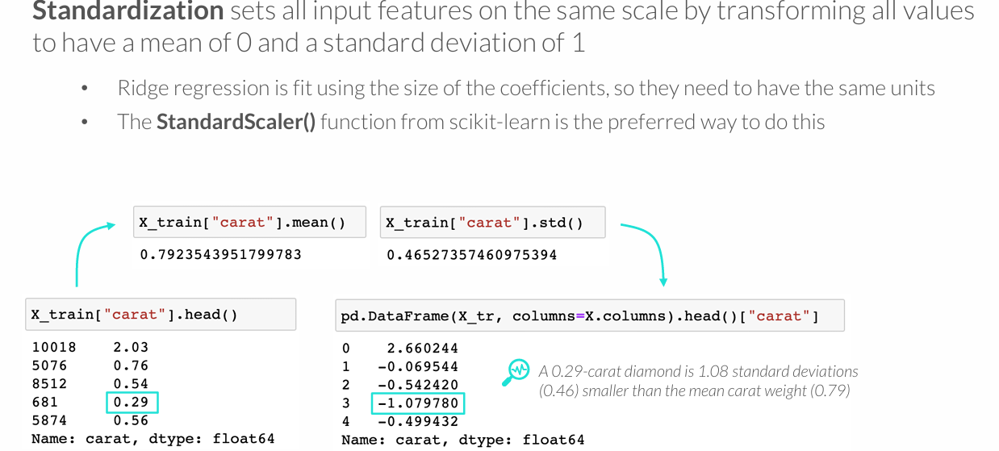 Standardization sets all input features on the same scale by transforming all values
to have a mean of 0 and a standard deviation of 1
• Ridge regression is fit using the size of the coefficients, so they need to have the same units
• The StandardScaler() function from scikit-learn is the preferred way to do this
X_train["carat"].mean()
0.7923543951799783
X_train["carat"].std()
0.46527357460975394
X_train["carat"].head()
10018 2.03
5076 0.76
8512 0.54
681 0.29
5874 0.56
Name: carat, dtype: float64
pd.DataFrame(X_tr, columns=X.columns).head()["carat"]
0 2.660244
1 -0.069544
2 -0.542420
3 -1.079780
4 -0.499432
Name: carat, dtype: float64
A 0.29-carat diamond is 1.08 standard deviations
(0.46) smaller than the mean carat weight (0.79)